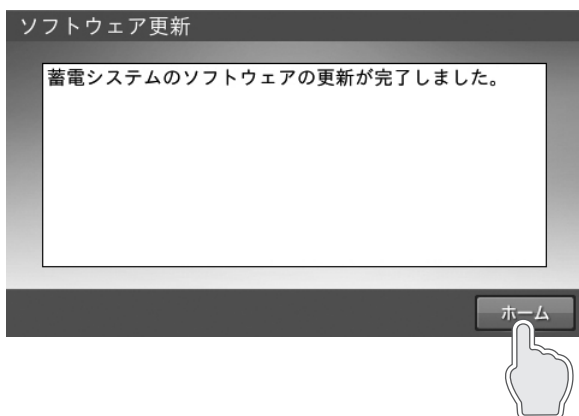 ソフトウェア更新
蓄電システムのソフトウェアの更新が完了しました。
ホーム